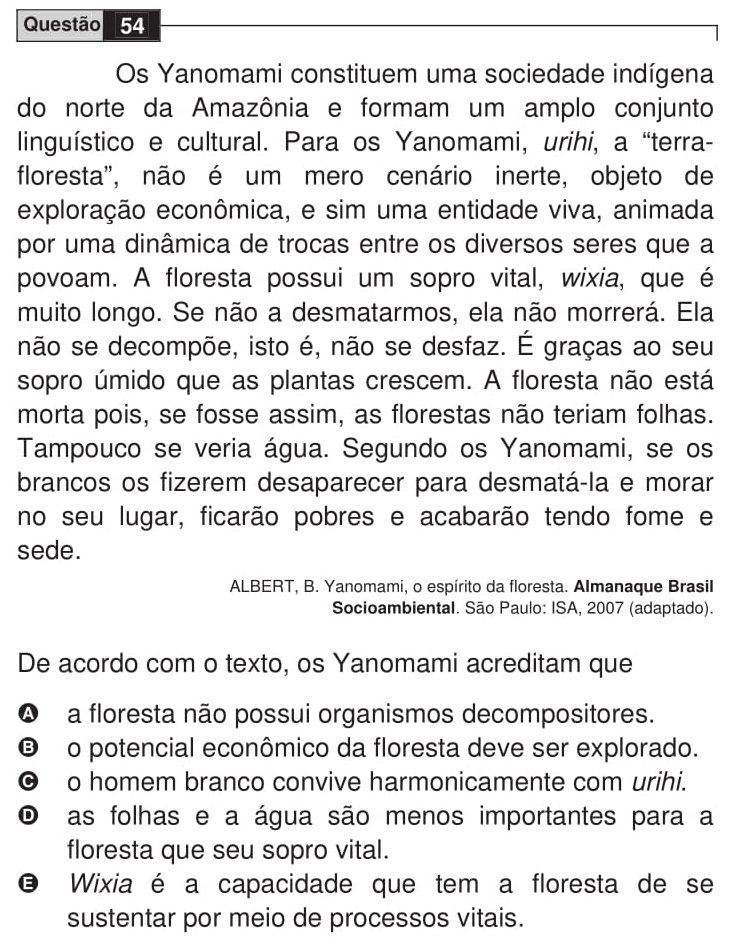 Questão 54
Os Yanomami constituem uma sociedade indígena
do norte da Amazônia e formam um amplo conjunto
linguístico e cultural. Para os Yanomami, urihi, a “terra-
floresta”, não é um mero cenário inerte, objeto de
exploração econômica, e sim uma entidade viva, animada
por uma dinâmica de trocas entre os diversos seres que a
povoam. A floresta possui um sopro vital, wixia, que é
muito longo. Se não a desmatarmos, ela não morrerá. Ela
não se decompõe, isto é, não se desfaz. É graças ao seu
sopro úmido que as plantas crescem. A floresta não está
morta pois, se fosse assim, as florestas não teriam folhas.
Tampouco se veria água. Segundo os Yanomami, se os
brancos os fizerem desaparecer para desmatá-la e morar
no seu lugar, ficarão pobres e acabarão tendo fome e
sede.
ALBERT, B. Yanomami, o espírito da floresta. Almanaque Brasil
Socioambiental. São Paulo: ISA, 2007 (adaptado).
De acordo com o texto, os Yanomami acreditam que
A a floresta não possui organismos decompositores.
B o potencial econômico da floresta deve ser explorado.
C o homem branco convive harmonicamente com urihi.
D as folhas e a água são menos importantes para a
floresta que seu sopro vital.
E Wixia é a capacidade que tem a floresta de se
sustentar por meio de processos vitais.